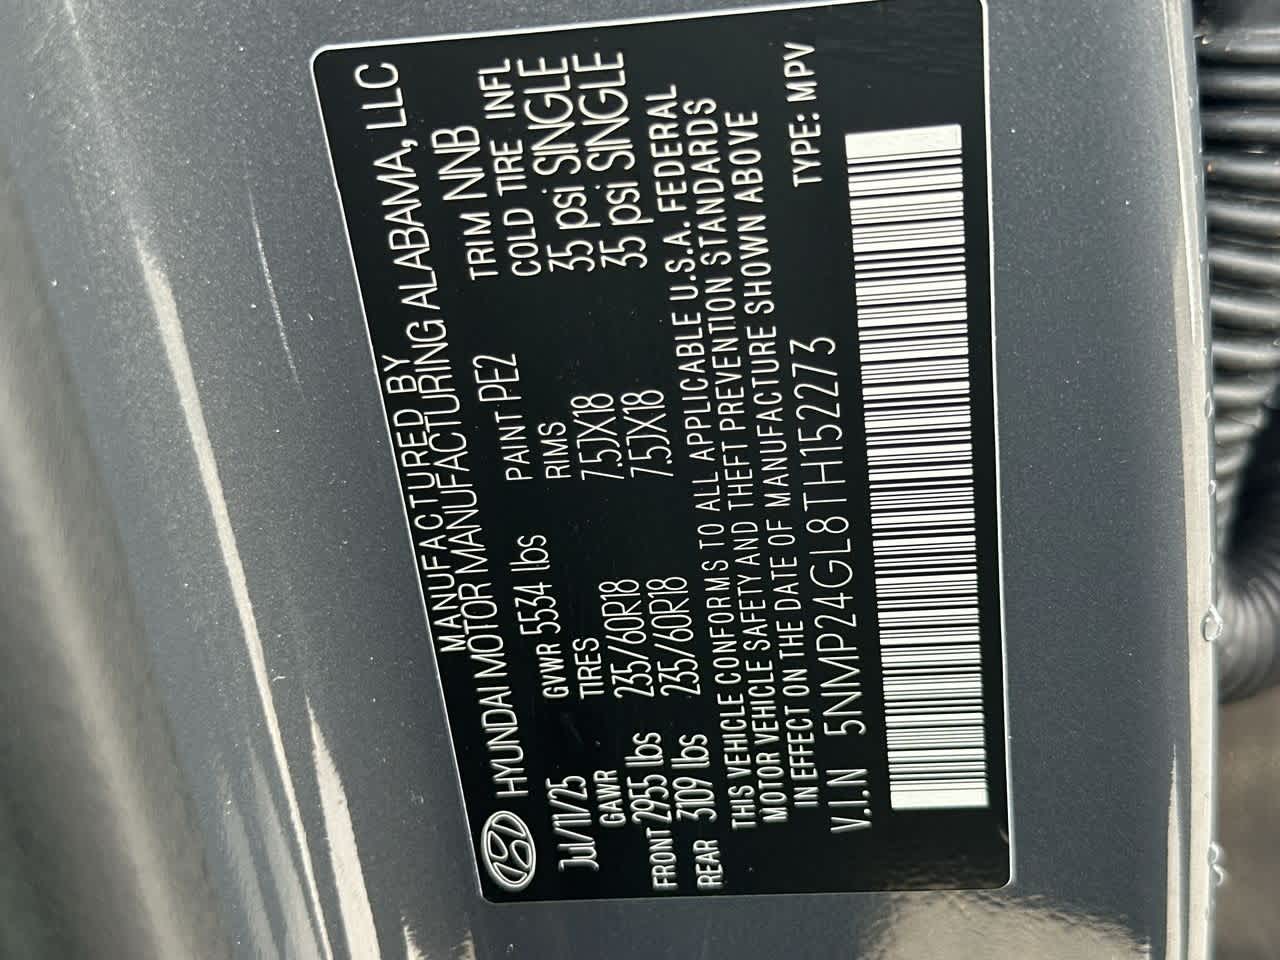 MANUFACTURED BY
HYUNDAI MOTOR MANUFACTURING ALABAMA, LLC
Jul/11/25 GVWR 5534 lbs PAINT PE2 TRIM NNB
GAWR TIRES RIMS COLD TIRE INFL
FRONT 2955 lbs 235/60R18 7.5JX18 35 psi SINGLE
REAR 3109 lbs 235/60R18 7.5JX18 35 psi SINGLE
THIS VEHICLE CONFORMS TO ALL APPLICABLE U.S.A. FEDERAL
MOTOR VEHICLE SAFETY AND THEFT PREVENTION STANDARDS
IN EFFECT ON THE DATE OF MANUFACTURE SHOWN ABOVE
V.I.N 5NMP24GL8TH152273 TYPE: MPV